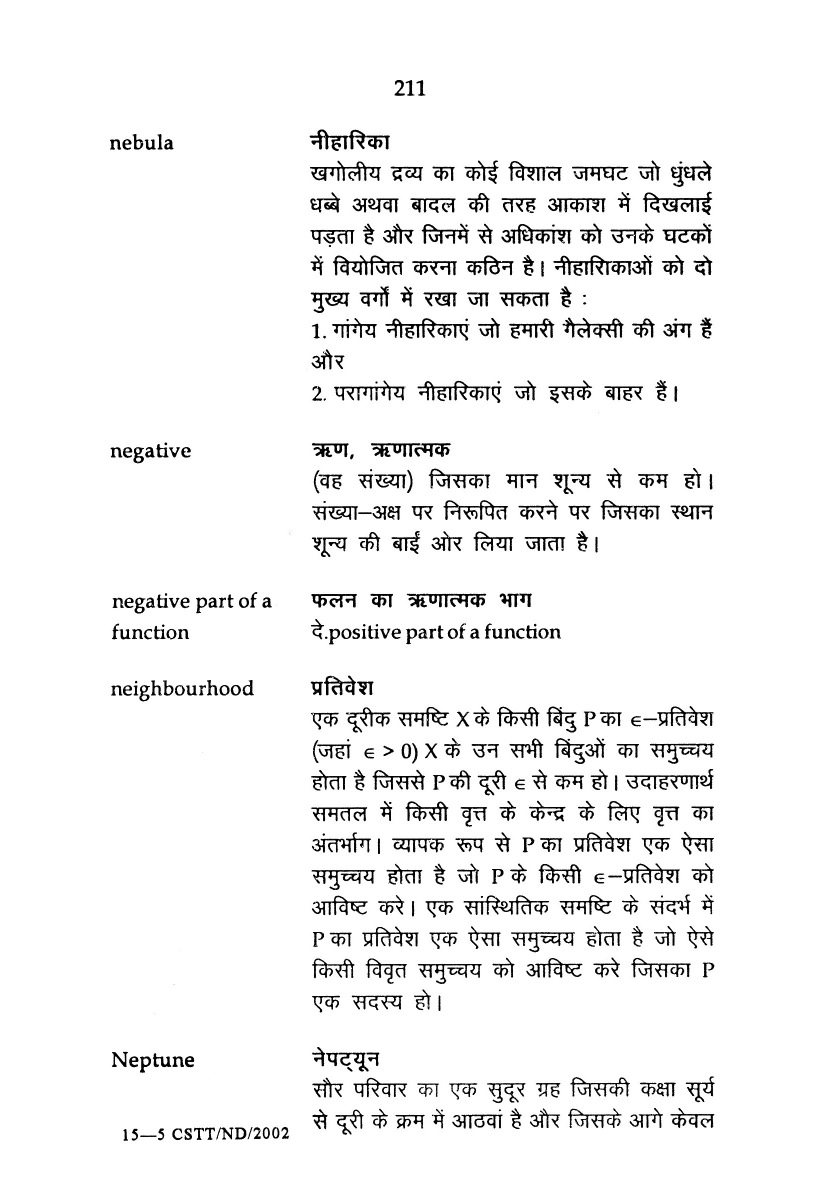 211
nebula नीहारिका
खगोलीय द्रव्य का कोई विशाल जमघट जो धुंधले
धब्बे अथवा बादल की तरह आकाश में दिखलाई
पड़ता है और जिनमें से अधिकांश को उनके घटकों
में वियोजित करना कठिन है। नीहाशिकाओं को दो
मुख्य वर्गों में रखा जा सकता है :
1. गांगेय नीहारिकाएं जो हमारी गैलेक्सी की अंग हैं
और
2. परागांगेय नीहारिकाएं जो इसके बाहर हैं।
negative ऋण, ऋणात्मक
(वह संख्या) जिसका मान शून्य से कम हो।
संख्या–अक्ष पर निरूपित करने पर जिसका स्थान
शून्य की बाईं ओर लिया जाता है।
negative part of a फलन का ऋणात्मक भाग
function दे.positive part of a function
neighbourhood प्रतिवेश
एक दूरीक समष्टि X के किसी बिंदु P का ∈–प्रतिवेश
(जहां ∈ > 0) X के उन सभी बिंदुओं का समुच्चय
होता है जिससे P की दूरी ∈ से कम हो। उदाहरणार्थ
समतल में किसी वृत्त के केन्द्र के लिए वृत्त का
अंतर्भाग। व्यापक रूप से P का प्रतिवेश एक ऐसा
समुच्चय होता है जो P के किसी ∈–प्रतिवेश को
आविष्ट करे। एक सांस्थितिक समष्टि के संदर्भ में
P का प्रतिवेश एक ऐसा समुच्चय होता है जो ऐसे
किसी विवृत समुच्चय को आविष्ट करे जिसका P
एक सदस्य हो।
Neptune नेपट्यून
सौर परिवार का एक सुदूर ग्रह जिसकी कक्षा सूर्य
से दूरी के क्रम में आठवां है और जिसके आगे केवल
15—5 CSTT/ND/2002